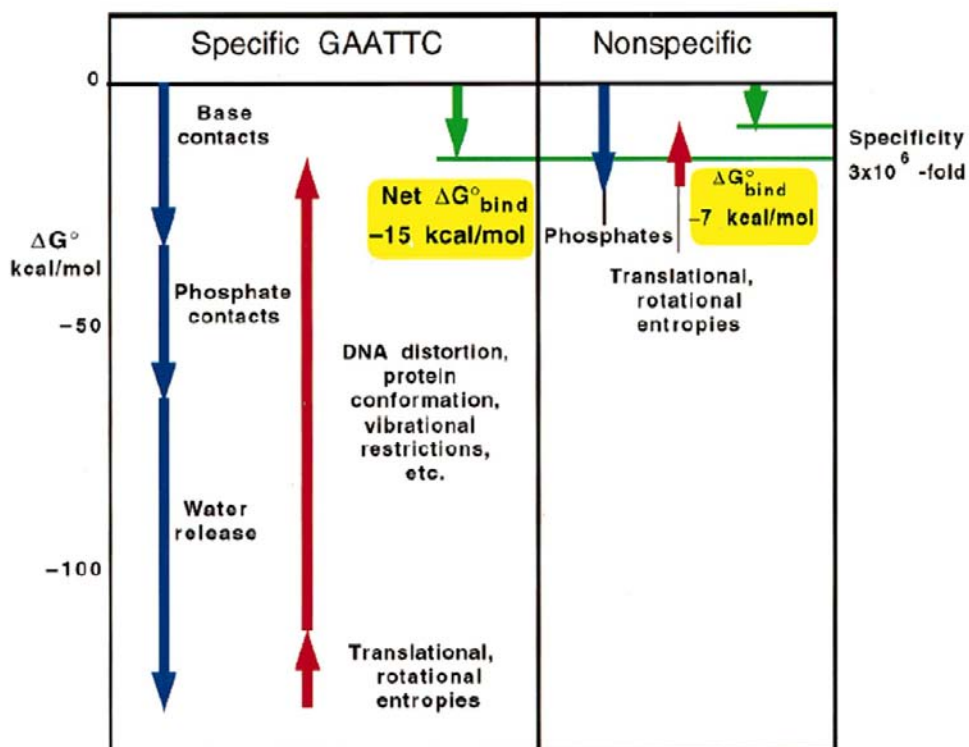 Specific GAATTC
Nonspecific
0
ΔG°
kcal/mol
−50
−100
Base
contacts
Phosphate
contacts
Water
release
Net ΔG°bind
−15 kcal/mol
DNA distortion,
protein
conformation,
vibrational
restrictions,
etc.
Translational,
rotational
entropies
Phosphates
ΔG°bind
−7 kcal/mol
Translational,
rotational
entropies
Specificity
3x10⁶ -fold